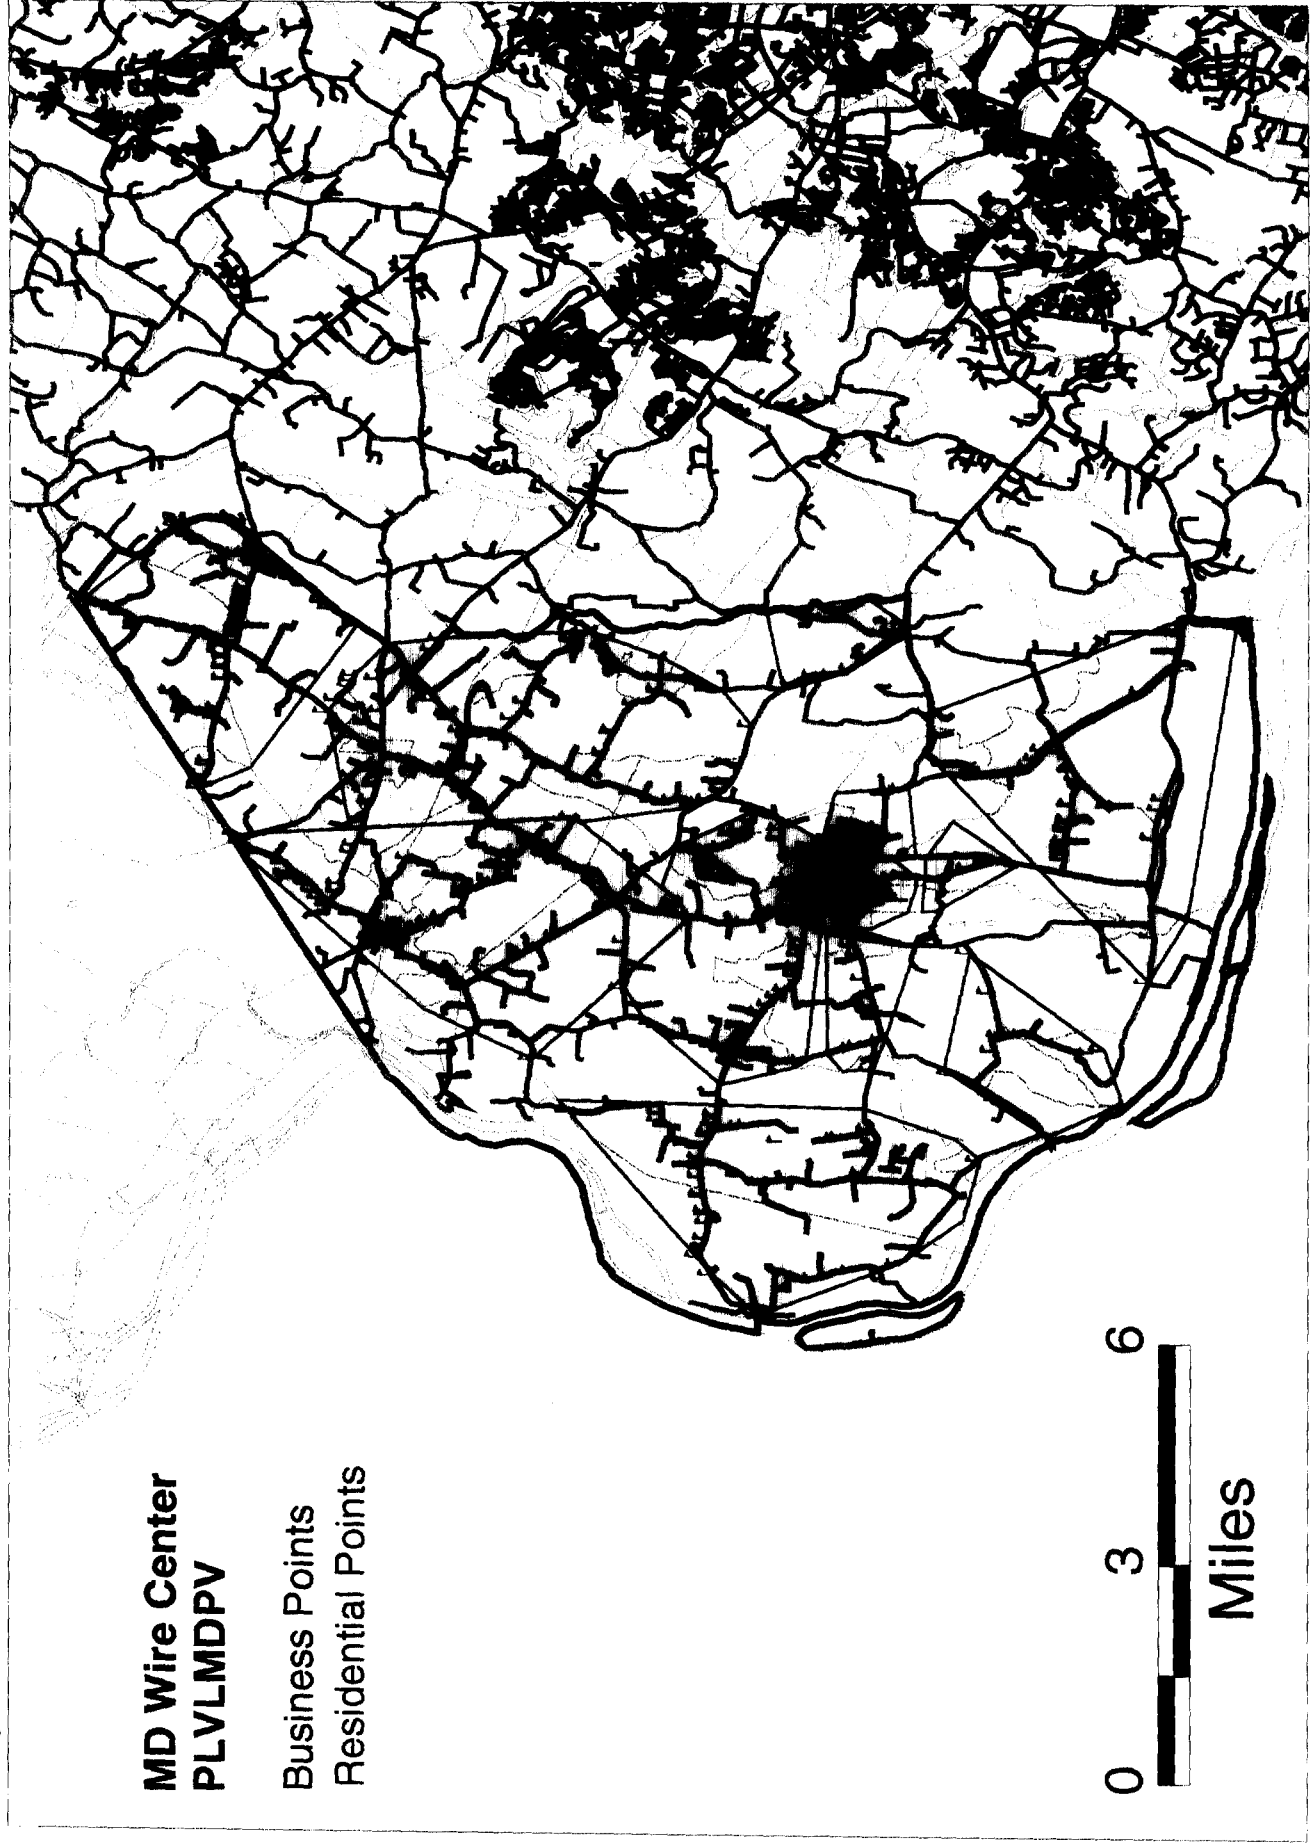 MD Wire Center
PLVLMDPV
Business Points
Residential Points
0 3 6
Miles